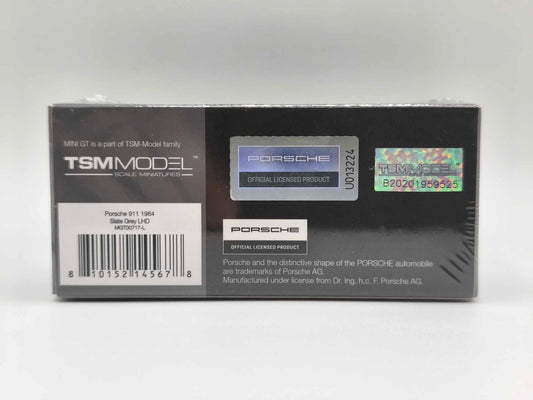 MINI GT is a part of TSM-Model family
TSMMODEL™
SCALE MINIATURES
Porsche 911 1964
Slate Grey LHD
MGT00717-L
8 10152 14567 8
PORSCHE
OFFICIAL LICENSED PRODUCT
U013224
TSMMODEL
B20201959525
PORSCHE
OFFICIAL LICENSED PRODUCT
Porsche and the distinctive shape of the PORSCHE automobile
are trademarks of Porsche AG.
Manufactured under license from Dr. Ing. h.c. F. Porsche AG.